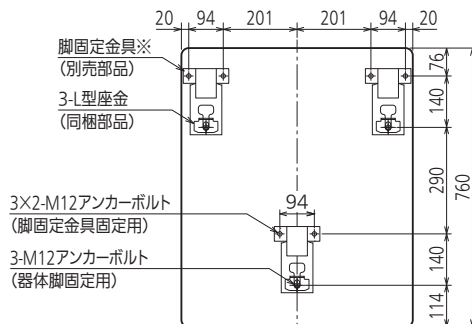 20 94 201 201 94 20
脚固定金具※
(別売部品)
3-L型座金
(同梱部品)
76
140
290
760
3×2-M12アンカーボルト
(脚固定金具固定用)
94
3-M12アンカーボルト
(器体脚固定用)
140
114